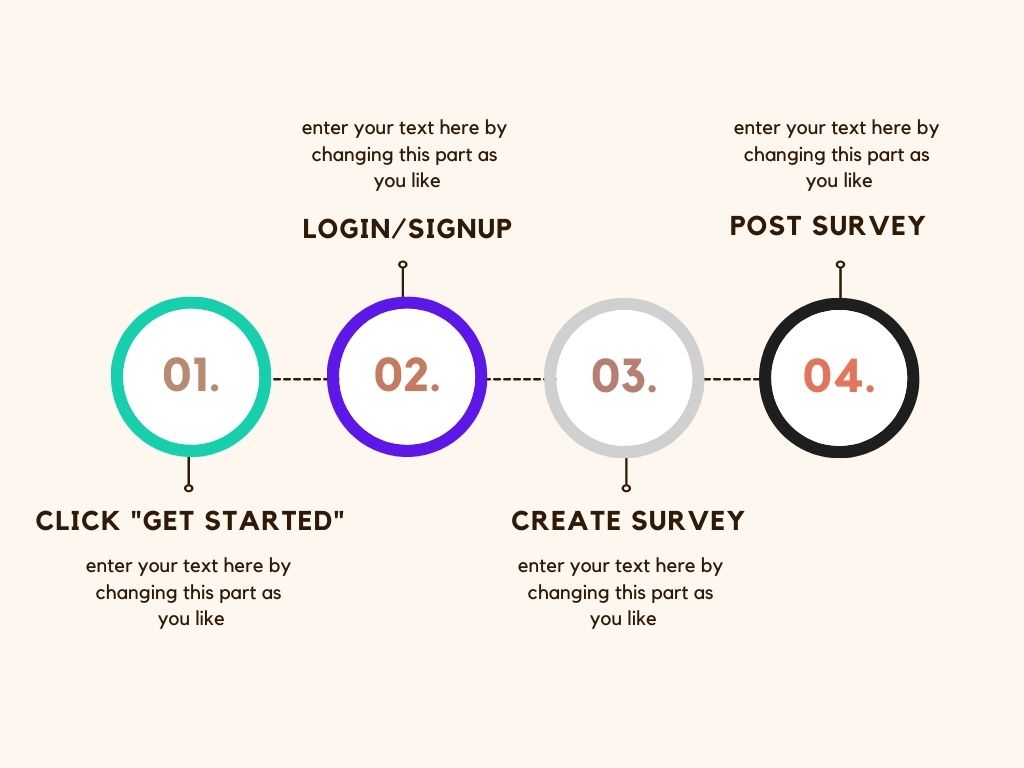 01.
CLICK "GET STARTED"
enter your text here by
changing this part as
you like
enter your text here by
changing this part as
you like
LOGIN/SIGNUP
02.
03.
CREATE SURVEY
enter your text here by
changing this part as
you like
enter your text here by
changing this part as
you like
POST SURVEY
04.